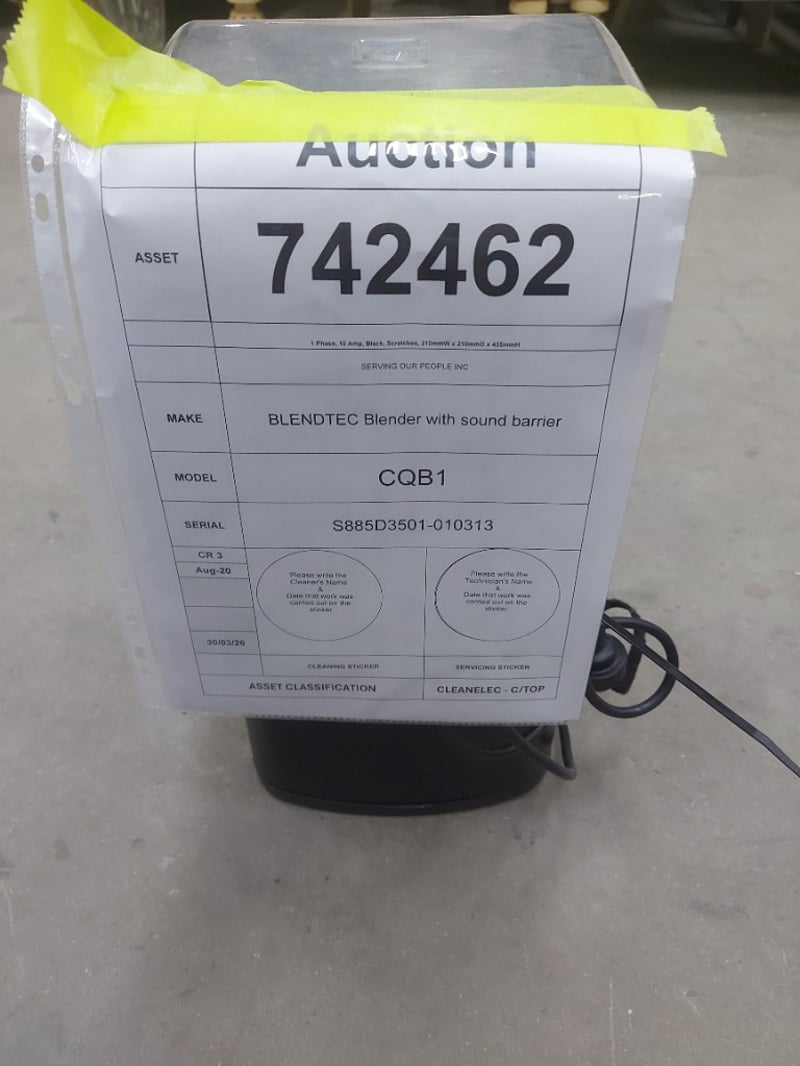 Auction
ASSET
742462
1 Phase, 10 Amp, Black, Scratches, 210mmW x 210mmD x 435mmH
SERVING OUR PEOPLE INC
MAKE
BLENDTEC Blender with sound barrier
MODEL
CQB1
SERIAL
S885D3501-010313
CR 3
Aug-20
30/03/26
Please write the
Cleaner's Name
&
Date that work was
carried out on the
sticker
Please write the
Technician's Name
&
Date that work was
carried out on the
sticker
CLEANING STICKER
SERVICING STICKER
ASSET CLASSIFICATION
CLEANELEC - C/TOP